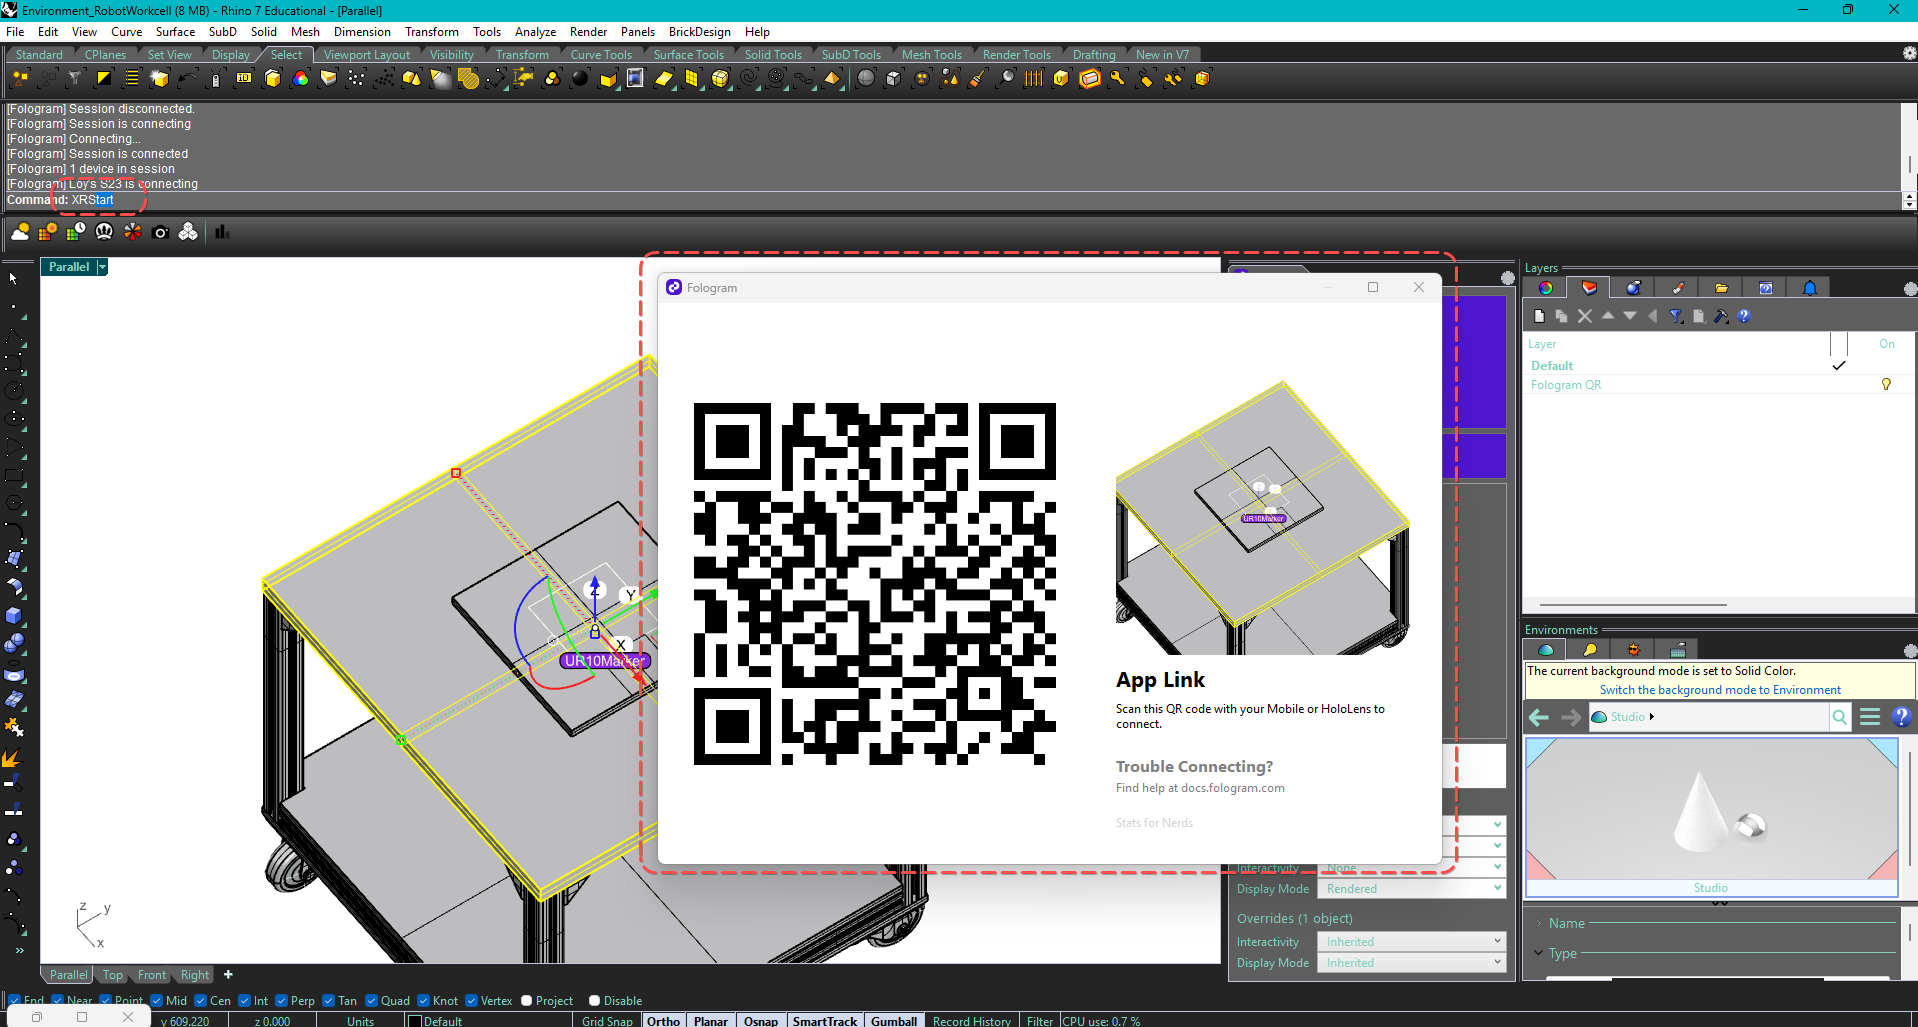 Environment_RobotWorkcell (8 MB) - Rhino 7 Educational - [Parallel]
File Edit View Curve Surface SubD Solid Mesh Dimension Transform Tools Analyze Render Panels BrickDesign Help
Standard CPlanes Set View Display Select Viewport Layout Visibility Transform Curve Tools Surface Tools Solid Tools SubD Tools Mesh Tools Render Tools Drafting New in V7
[Fologram] Session disconnected.
[Fologram] Session is connecting
[Fologram] Connecting...
[Fologram] Session is connected
[Fologram] 1 device in session
[Fologram] Loy's S23 is connecting
Command: XRStart
Parallel
Fologram
Z
Y
X
UR10Marker
UR10Marker
App Link
Scan this QR code with your Mobile or HoloLens to
connect.
Trouble Connecting?
Find help at docs.fologram.com
Stats for Nerds
z
y
x
Interactivity None
Display Mode Rendered
Overrides (1 object)
Interactivity Inherited
Display Mode Inherited
Layers
Layer On
Default
Fologram QR
Environments
The current background mode is set to Solid Color.
Switch the background mode to Environment
Studio
Studio
Name
Type
Parallel Top Front Right
End Near Point Mid Cen Int Perp Tan Quad Knot Vertex Project Disable
y 609.220 z 0.000 Units Default Grid Snap Ortho Planar Osnap SmartTrack Gumball Record History Filter CPU use: 0.7 %